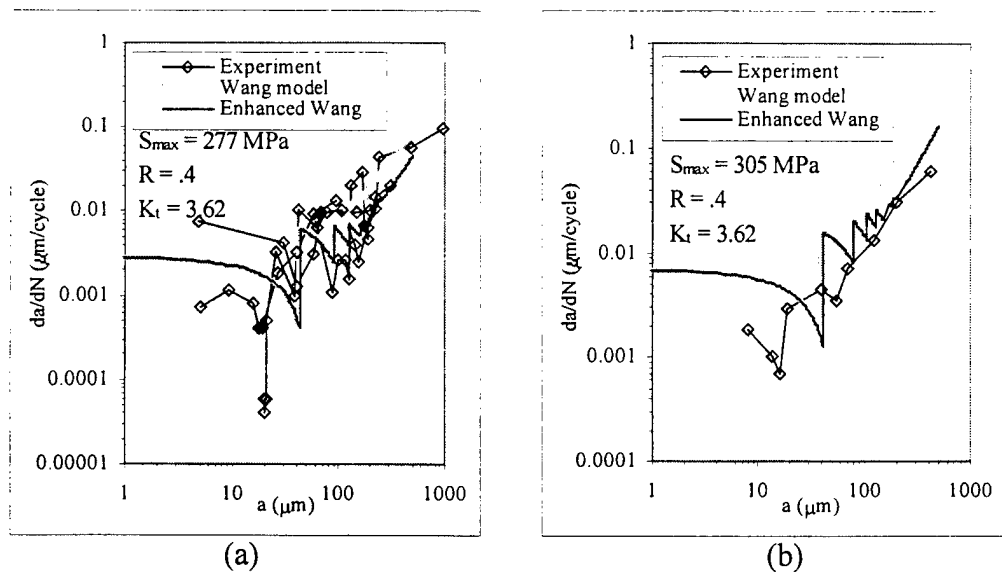 1
0.1
0.01
0.001
0.0001
0.00001
da/dN (μm/cycle)
Experiment
Wang model
Enhanced Wang
Smax = 277 MPa
R = .4
Kt = 3.62
1 10 100 1000
a (μm)
(a)
1
0.1
0.01
0.001
0.0001
da/dN (μm/cycle)
Experiment
Wang model
Enhanced Wang
Smax = 305 MPa
R = .4
Kt = 3.62
1 10 100 1000
a (μm)
(b)